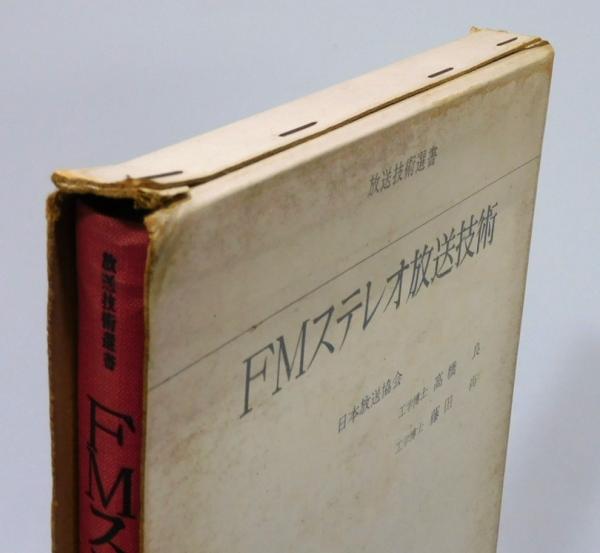 放送技術選書
FMステレオ放送技術
日本放送協会
工学博士 高橋 良
工学博士 藤田 尚
放送技術選書
FMス